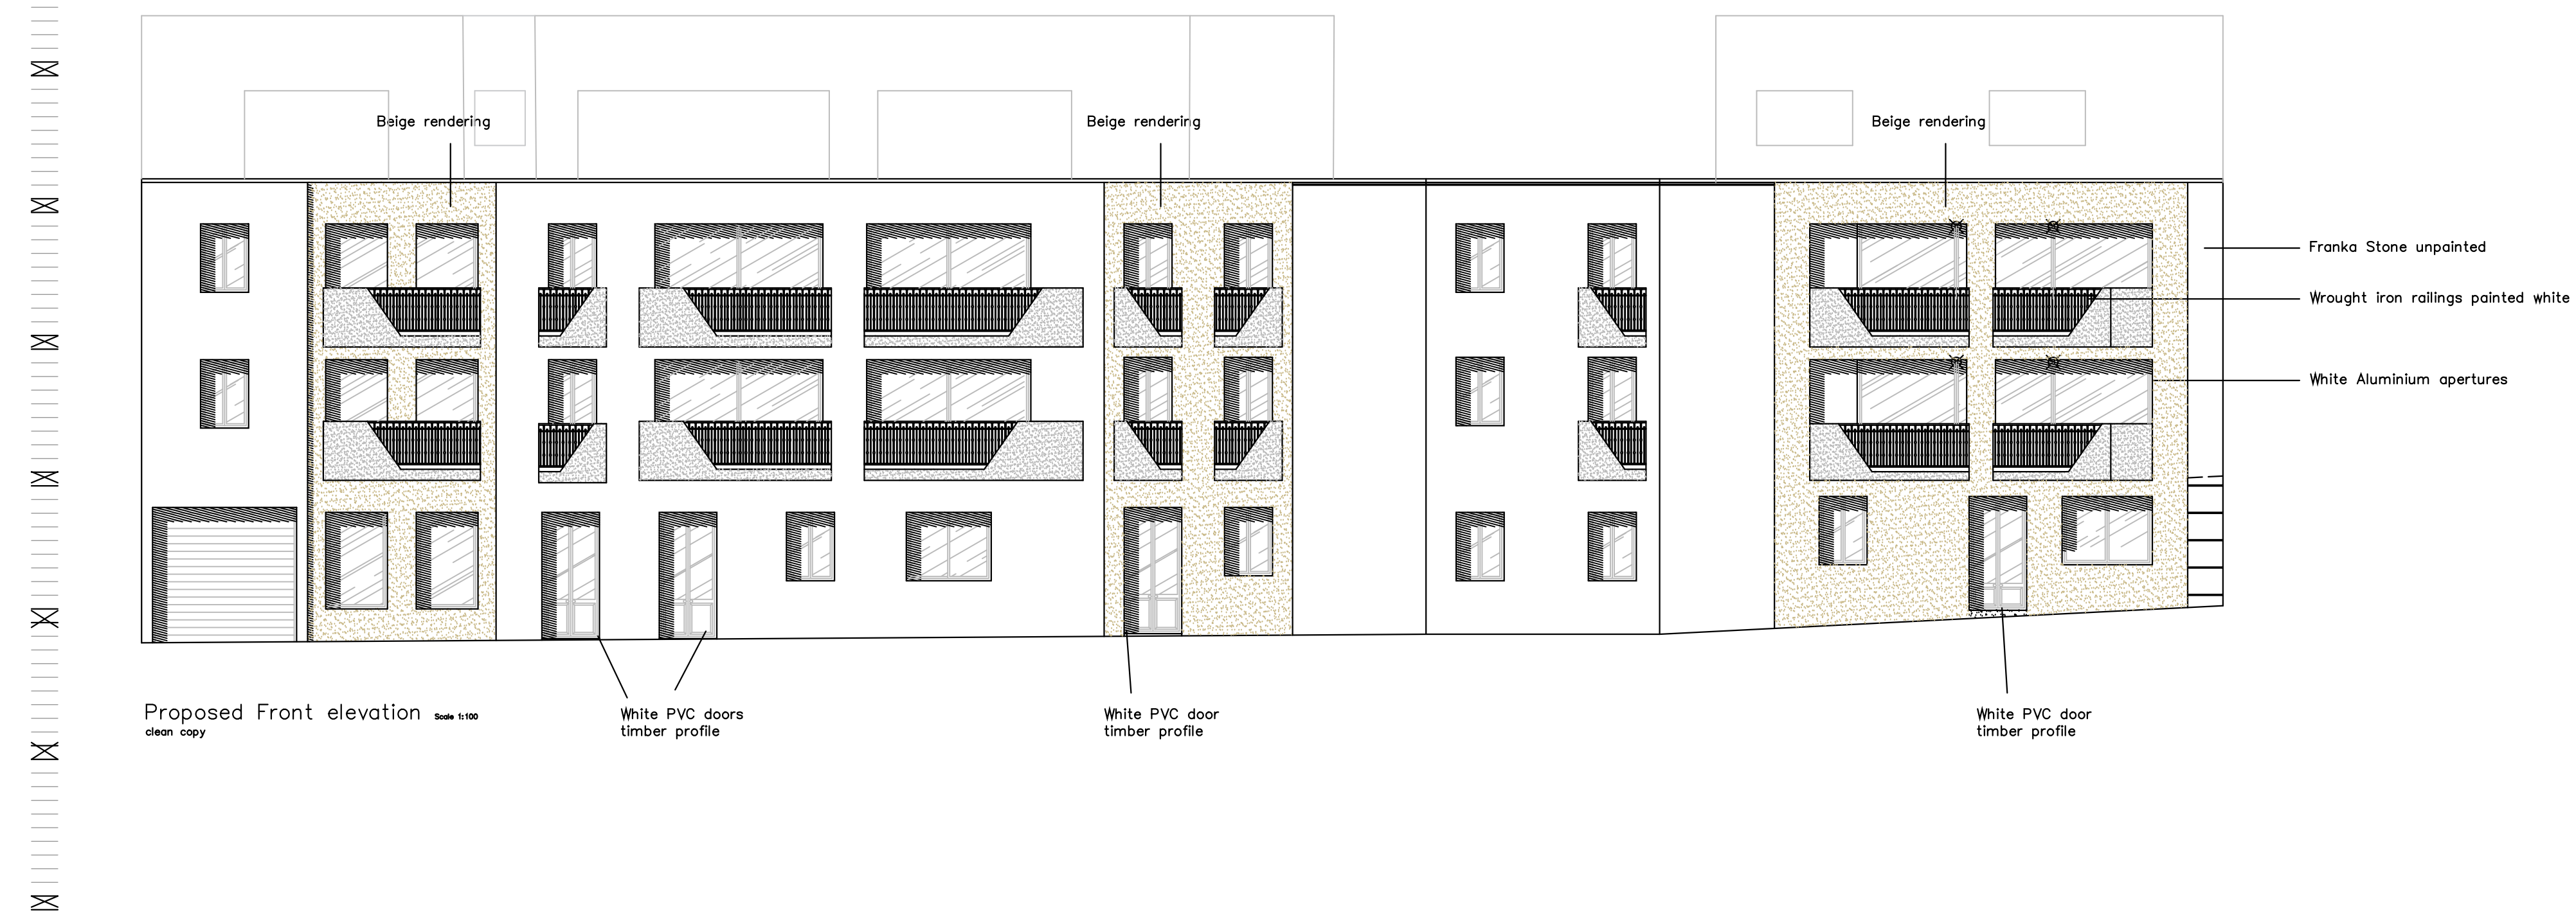 Beige rendering
Beige rendering
Beige rendering
Franka Stone unpainted
Wrought iron railings painted white
White Aluminium apertures
Proposed Front elevation Scale 1:100
clean copy
White PVC doors
timber profile
White PVC door
timber profile
White PVC door
timber profile